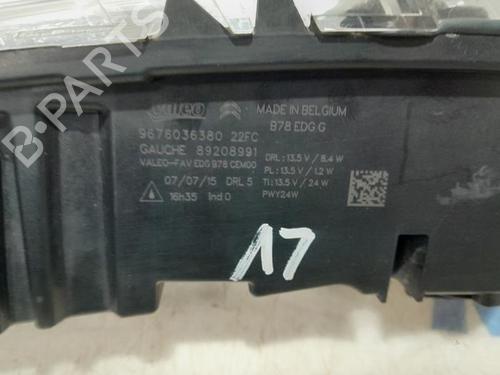 Valeo
MADE IN BELGIUM
9676036380 22FC
B78 EDG G
GAUCHE 89208991
VALEO-FAV EDG B78 CEM00
DRL : 13.5 V / 8.4 W
PL : 13.5 V / 1.2 W
TI : 13.5 V / 24 W
PWY24W
07/07/15 DRL 5
16h35 Ind 0
17
B-PARTS